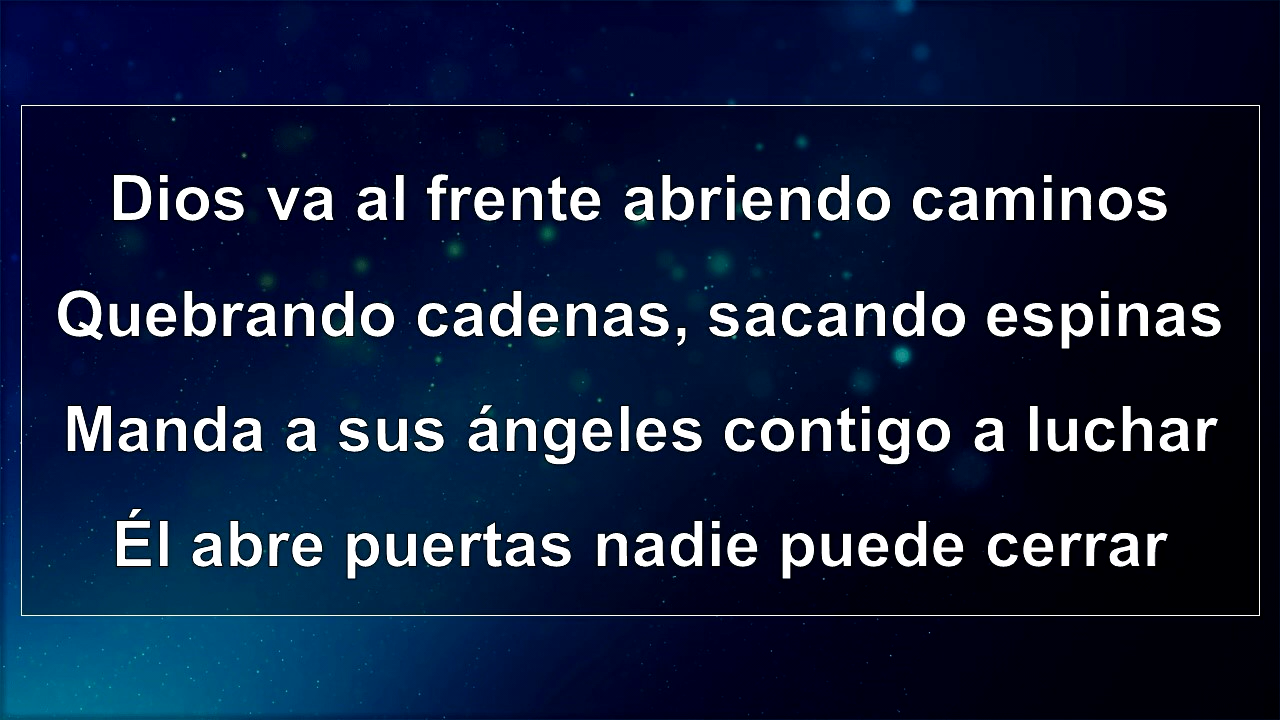 Dios va al frente abriendo caminos
Quebrando cadenas, sacando espinas
Manda a sus ángeles contigo a luchar
Él abre puertas nadie puede cerrar